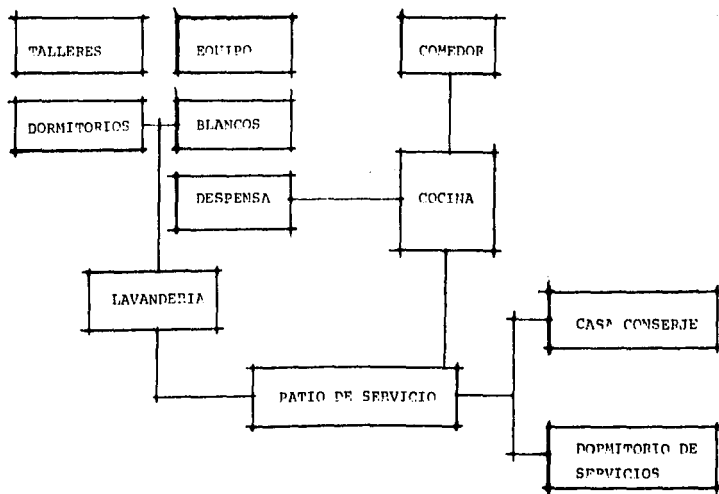 TALLERES
EQUIPO
COMEDOR
DORMITORIOS
BLANCOS
DESPENSA
COCINA
LAVANDERIA
CASA CONSERJE
PATIO DE SERVICIO
DORMITORIO DE
SERVICIOS